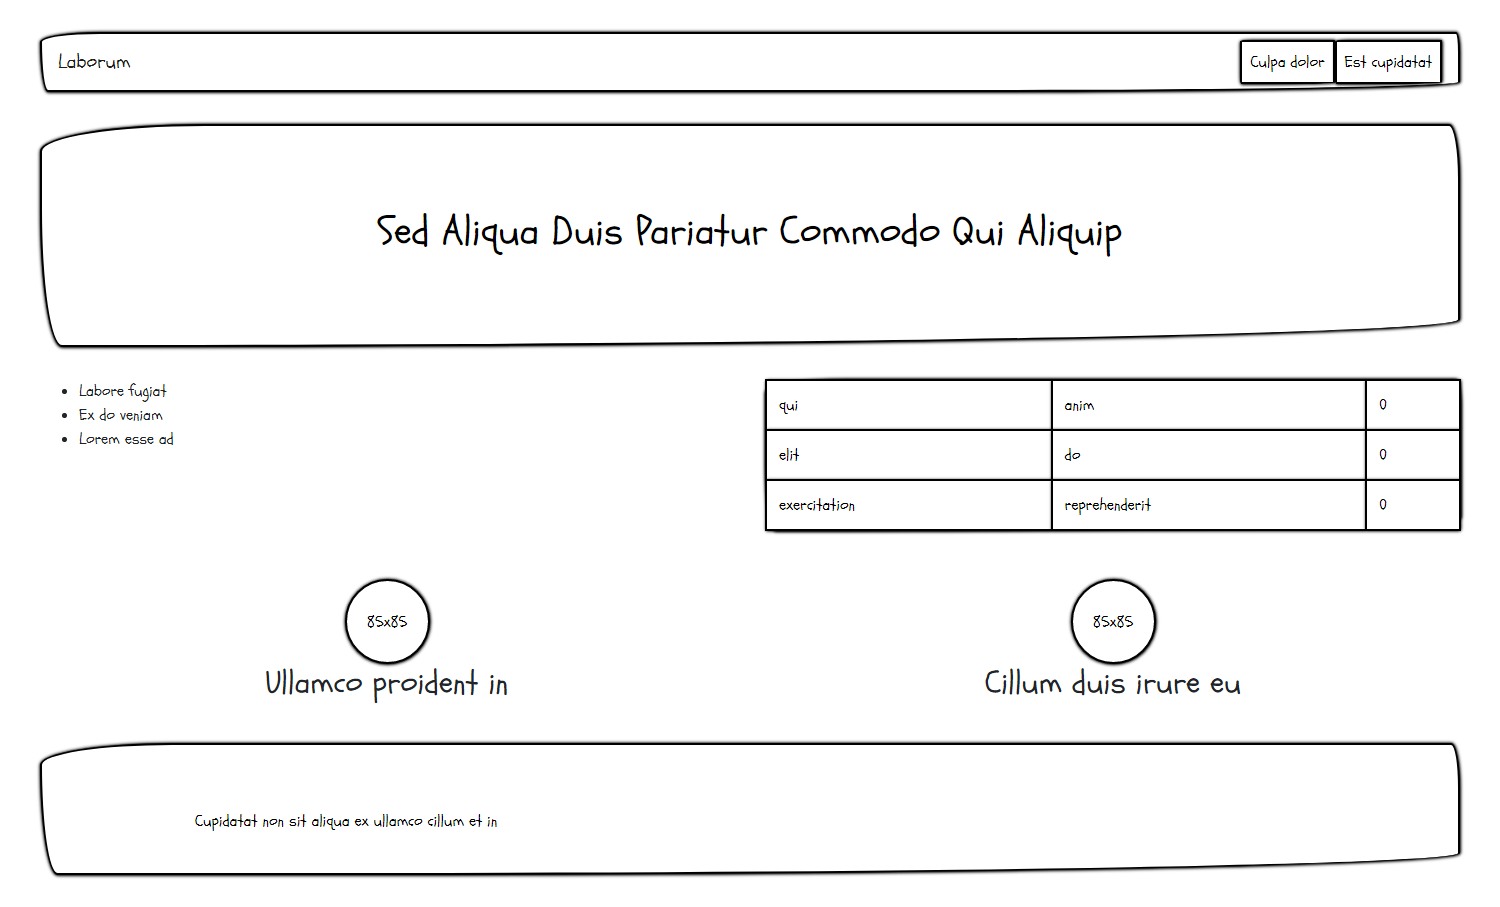 Laborum
Culpa dolor
Est cupidatat
Sed Aliqua Duis Pariatur Commodo Qui Aliquip
Labore fugiat
Ex do veniam
Lorem esse ad
qui anim 0
elit do 0
exercitation reprehenderit 0
85x85
Ullamco proident in
85x85
Cillum duis irure eu
Cupidatat non sit aliqua ex ullamco cillum et in